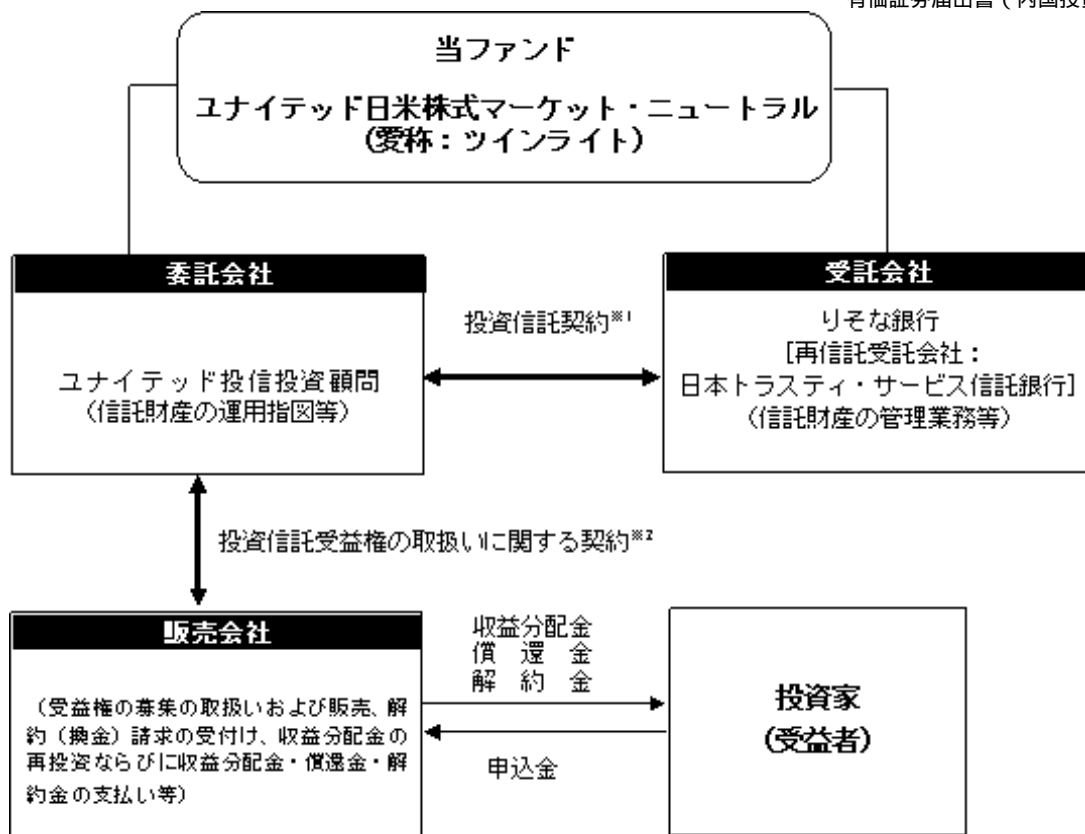 有価証券届出書（内国投資
当ファンド
ユナイテッド日米株式マーケット・ニュートラル
（愛称：ツインライト）
委託会社
ユナイテッド投信投資顧問
（信託財産の運用指図等）
投資信託契約※1
受託会社
りそな銀行
[再信託受託会社：
日本トラスティ・サービス信託銀行]
（信託財産の管理業務等）
投資信託受益権の取扱いに関する契約※2
販売会社
（受益権の募集の取扱いおよび販売、解
約（換金）請求の受付け、収益分配金の
再投資ならびに収益分配金・償還金・解
約金の支払い等）
収益分配金
償　還　金
解　約　金
申込金
投資家
（受益者）